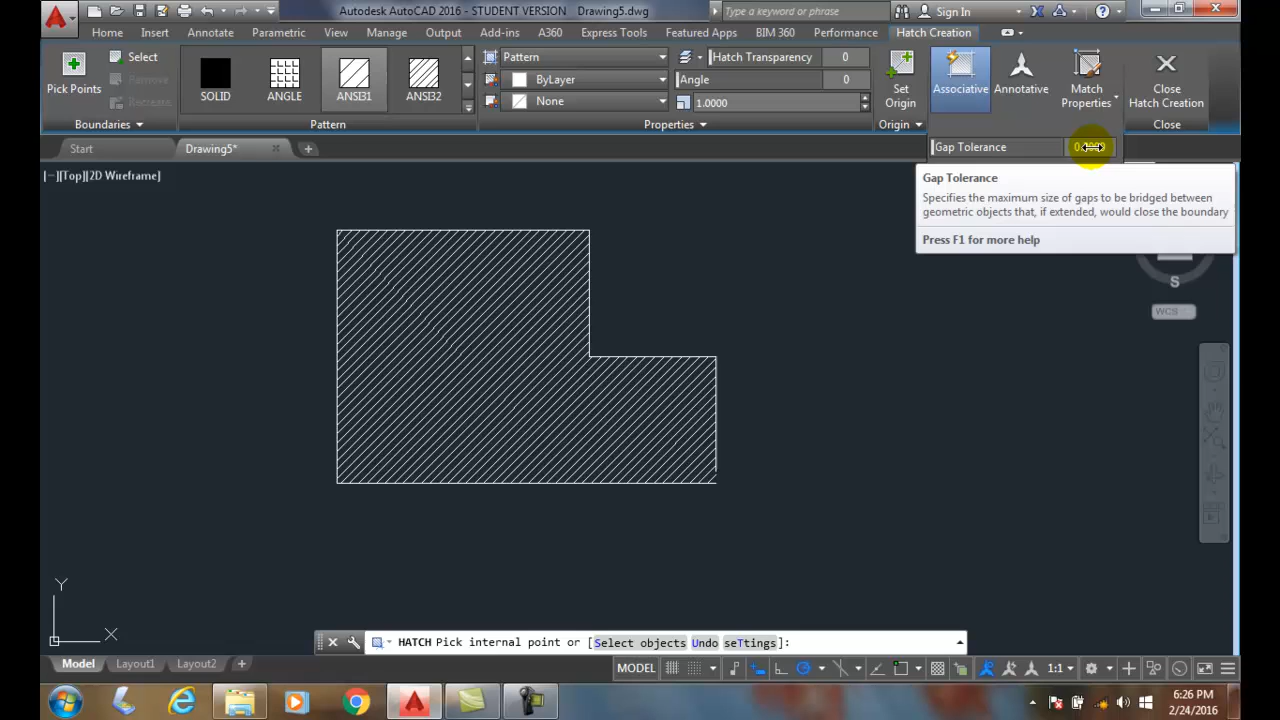 Autodesk AutoCAD 2016 - STUDENT VERSION Drawing5.dwg
Type a keyword or phrase
Sign In
Home Insert Annotate Parametric View Manage Output Add-ins A360 Express Tools Featured Apps BIM 360 Performance Hatch Creation
Pick Points
Select
Remove
Recreate
Boundaries
SOLID ANGLE ANSI31 ANSI32
Pattern
Pattern
ByLayer
None
Hatch Transparency 0
Angle 0
1.0000
Properties
Set
Origin
Origin
Associative
Annotative
Match
Properties
Close
Hatch Creation
Close
Start Drawing5*
Gap Tolerance
[−][Top][2D Wireframe]
Gap Tolerance
Specifies the maximum size of gaps to be bridged between
geometric objects that, if extended, would close the boundary
Press F1 for more help
S
WCS
Y
X
HATCH Pick internal point or [Select objects Undo seTtings]:
Model Layout1 Layout2
MODEL
1:1
6:26 PM
2/24/2016